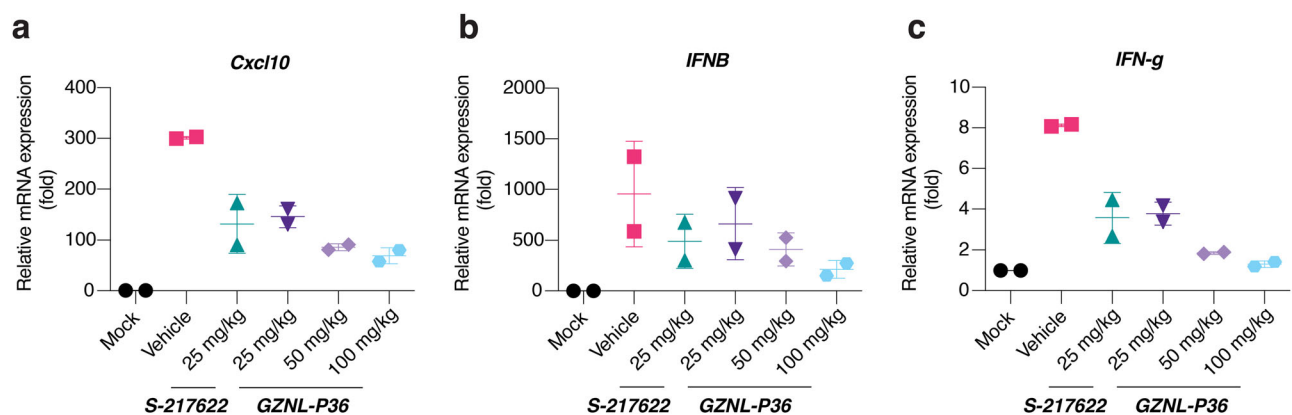 a
Cxcl10
Relative mRNA expression
(fold)
400
300
200
100
0
Mock
Vehicle
25 mg/kg
25 mg/kg
50 mg/kg
100 mg/kg
S-217622
GZNL-P36
b
IFNB
Relative mRNA expression
(fold)
2000
1500
1000
500
0
Mock
Vehicle
25 mg/kg
25 mg/kg
50 mg/kg
100 mg/kg
S-217622
GZNL-P36
c
IFN-g
Relative mRNA expression
(fold)
10
8
6
4
2
0
Mock
Vehicle
25 mg/kg
25 mg/kg
50 mg/kg
100 mg/kg
S-217622
GZNL-P36